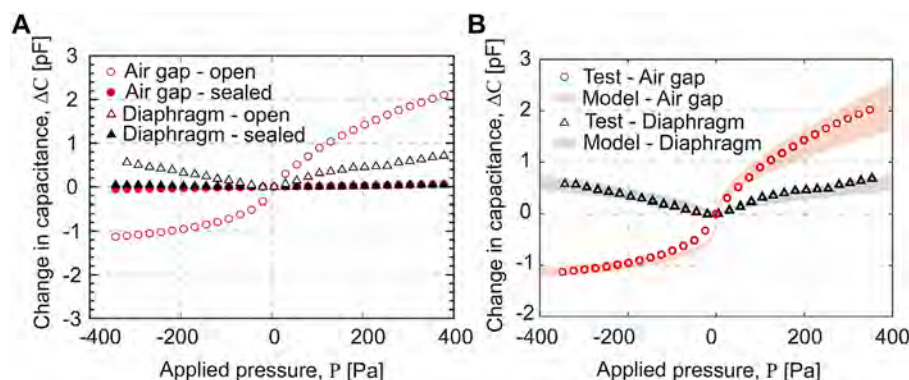 A
Change in capacitance, ΔC [pF]
3
2
1
0
-1
-2
-3
Air gap - open
Air gap - sealed
Diaphragm - open
Diaphragm - sealed
-400
-200
0
200
400
Applied pressure, P [Pa]
B
Change in capacitance, ΔC [pF]
3
2
1
0
-1
-2
Test - Air gap
Model - Air gap
Test - Diaphragm
Model - Diaphragm
-400
-200
0
200
400
Applied pressure, P [Pa]